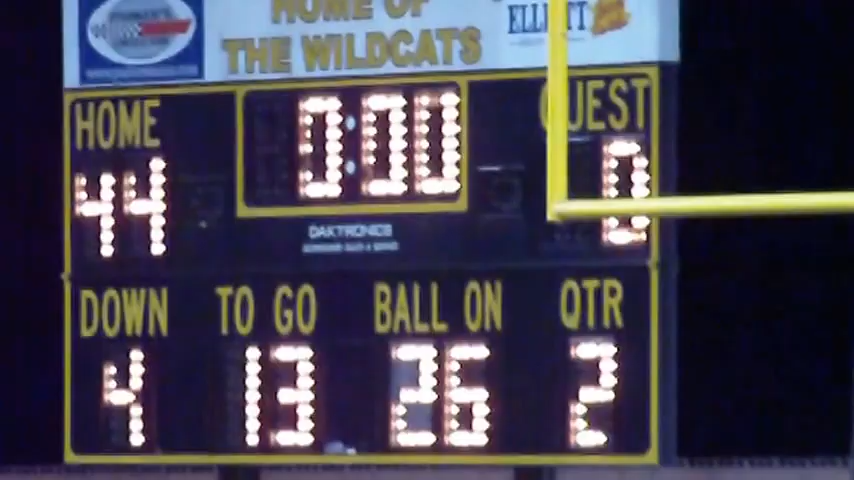 HOME OF
THE WILDCATS
ELLIOTT
HOME
0:00
GUEST
44
0
DAKTRONICS
DOWN TO GO BALL ON QTR
4 13 26 2